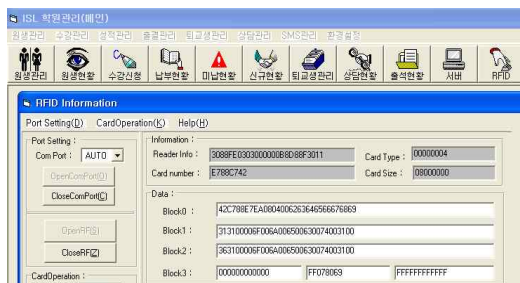 ISL 학원관리(메인)
원생관리 수강관리 성적관리 출결관리 퇴교생관리 상담관리 SMS관리 환경설정
원생관리 원생현황 수강신청 납부현황 미납현황 신규현황 퇴교생관리 상담현황 출석현황 서버 RFID
RFID Information
Port Setting(D) CardOperation(K) Help(H)
Port Setting :
Com Port : AUTO
OpenComPort(O)
CloseComPort(C)
OpenRF(S)
CloseRF(Z)
CardOperation :
Information :
Reader Info : 3088FE0303000000B8D88F3011 Card Type : 00000004
Card number : E788C742 Card Size : 08000000
Data :
Block0 : 42C788E7EA0804006263646566676869
Block1 : 313100006F006A006500630074003100
Block2 : 363100006F006A006500630074003100
Block3 : 000000000000 FF078069 FFFFFFFFFFFF